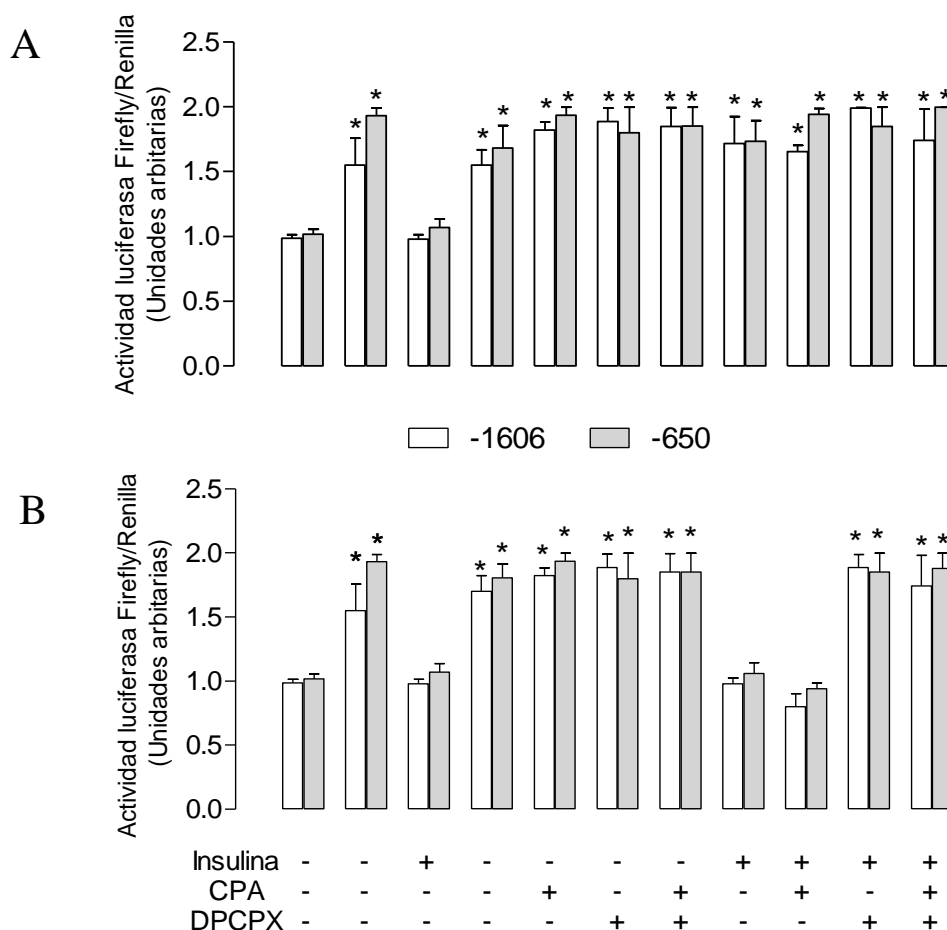 A
Actividad luciferasa Firefly/Renilla
(Unidades arbitarias)
2.5
2.0
1.5
1.0
0.5
0.0
* * * * * * * * * * * * * * * * * *
-1606 -650
B
Actividad luciferasa Firefly/Renilla
(Unidades arbitarias)
2.5
2.0
1.5
1.0
0.5
0.0
* * * * * * * * * * * * * *
Insulina - - + - - - - + + + +
CPA - - - - + - + - + - +
DPCPX - - - - - + + - - + +